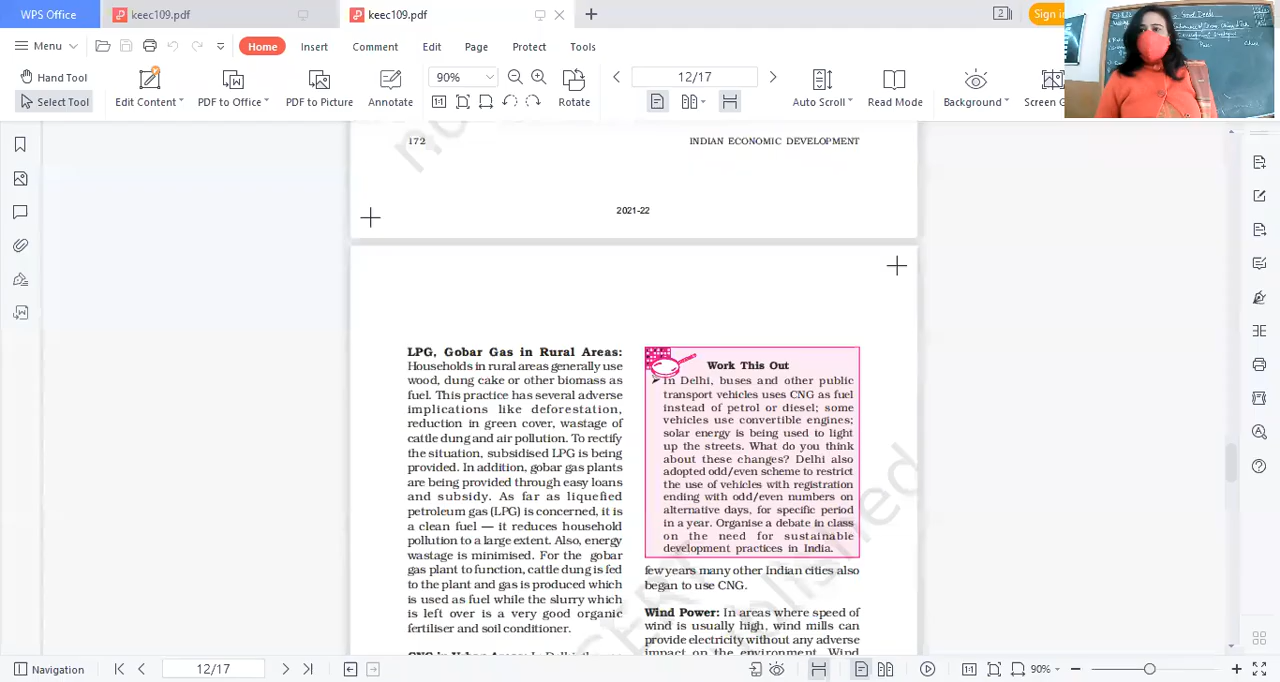 WPS Office
keec109.pdf
keec109.pdf
2
Sign in
Menu
Home
Insert
Comment
Edit
Page
Protect
Tools
Hand Tool
Select Tool
Edit Content
PDF to Office
PDF to Picture
Annotate
90%
12/17
Rotate
Auto Scroll
Read Mode
Background
Screen G
172
INDIAN ECONOMIC DEVELOPMENT
2021-22
LPG, Gobar Gas in Rural Areas:
Households in rural areas generally use
wood, dung cake or other biomass as
fuel. This practice has several adverse
implications like deforestation,
reduction in green cover, wastage of
cattle dung and air pollution. To rectify
the situation, subsidised LPG is being
provided. In addition, gobar gas plants
are being provided through easy loans
and subsidy. As far as liquefied
petroleum gas (LPG) is concerned, it is
a clean fuel — it reduces household
pollution to a large extent. Also, energy
wastage is minimised. For the gobar
gas plant to function, cattle dung is fed
to the plant and gas is produced which
is used as fuel while the slurry which
is left over is a very good organic
fertiliser and soil conditioner.
Work This Out
In Delhi, buses and other public
transport vehicles uses CNG as fuel
instead of petrol or diesel; some
vehicles use convertible engines;
solar energy is being used to light
up the streets. What do you think
about these changes? Delhi also
adopted odd/even scheme to restrict
the use of vehicles with registration
ending with odd/even numbers on
alternative days, for specific period
in a year. Organise a debate in class
on the need for sustainable
development practices in India.
few years many other Indian cities also
began to use CNG.
Wind Power: In areas where speed of
wind is usually high, wind mills can
provide electricity without any adverse
impact on the environment. Wind
Navigation
12/17
90%